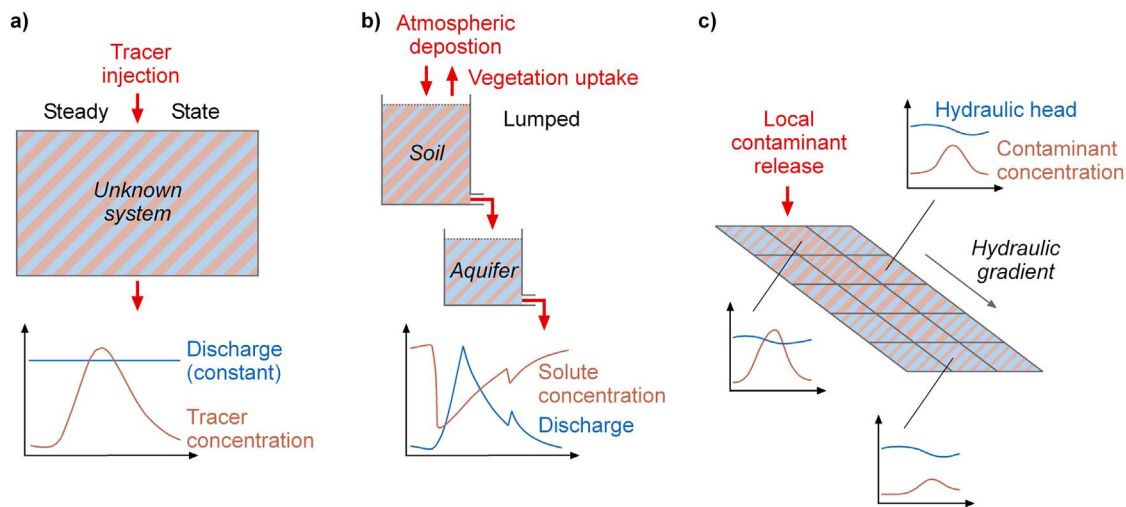 a)
Tracer
injection
Steady State
Unknown
system
Discharge
(constant)
Tracer
concentration
b)
Atmospheric
depostion
Vegetation uptake
Lumped
Soil
Aquifer
Solute
concentration
Discharge
c)
Local
contaminant
release
Hydraulic head
Contaminant
concentration
Hydraulic
gradient